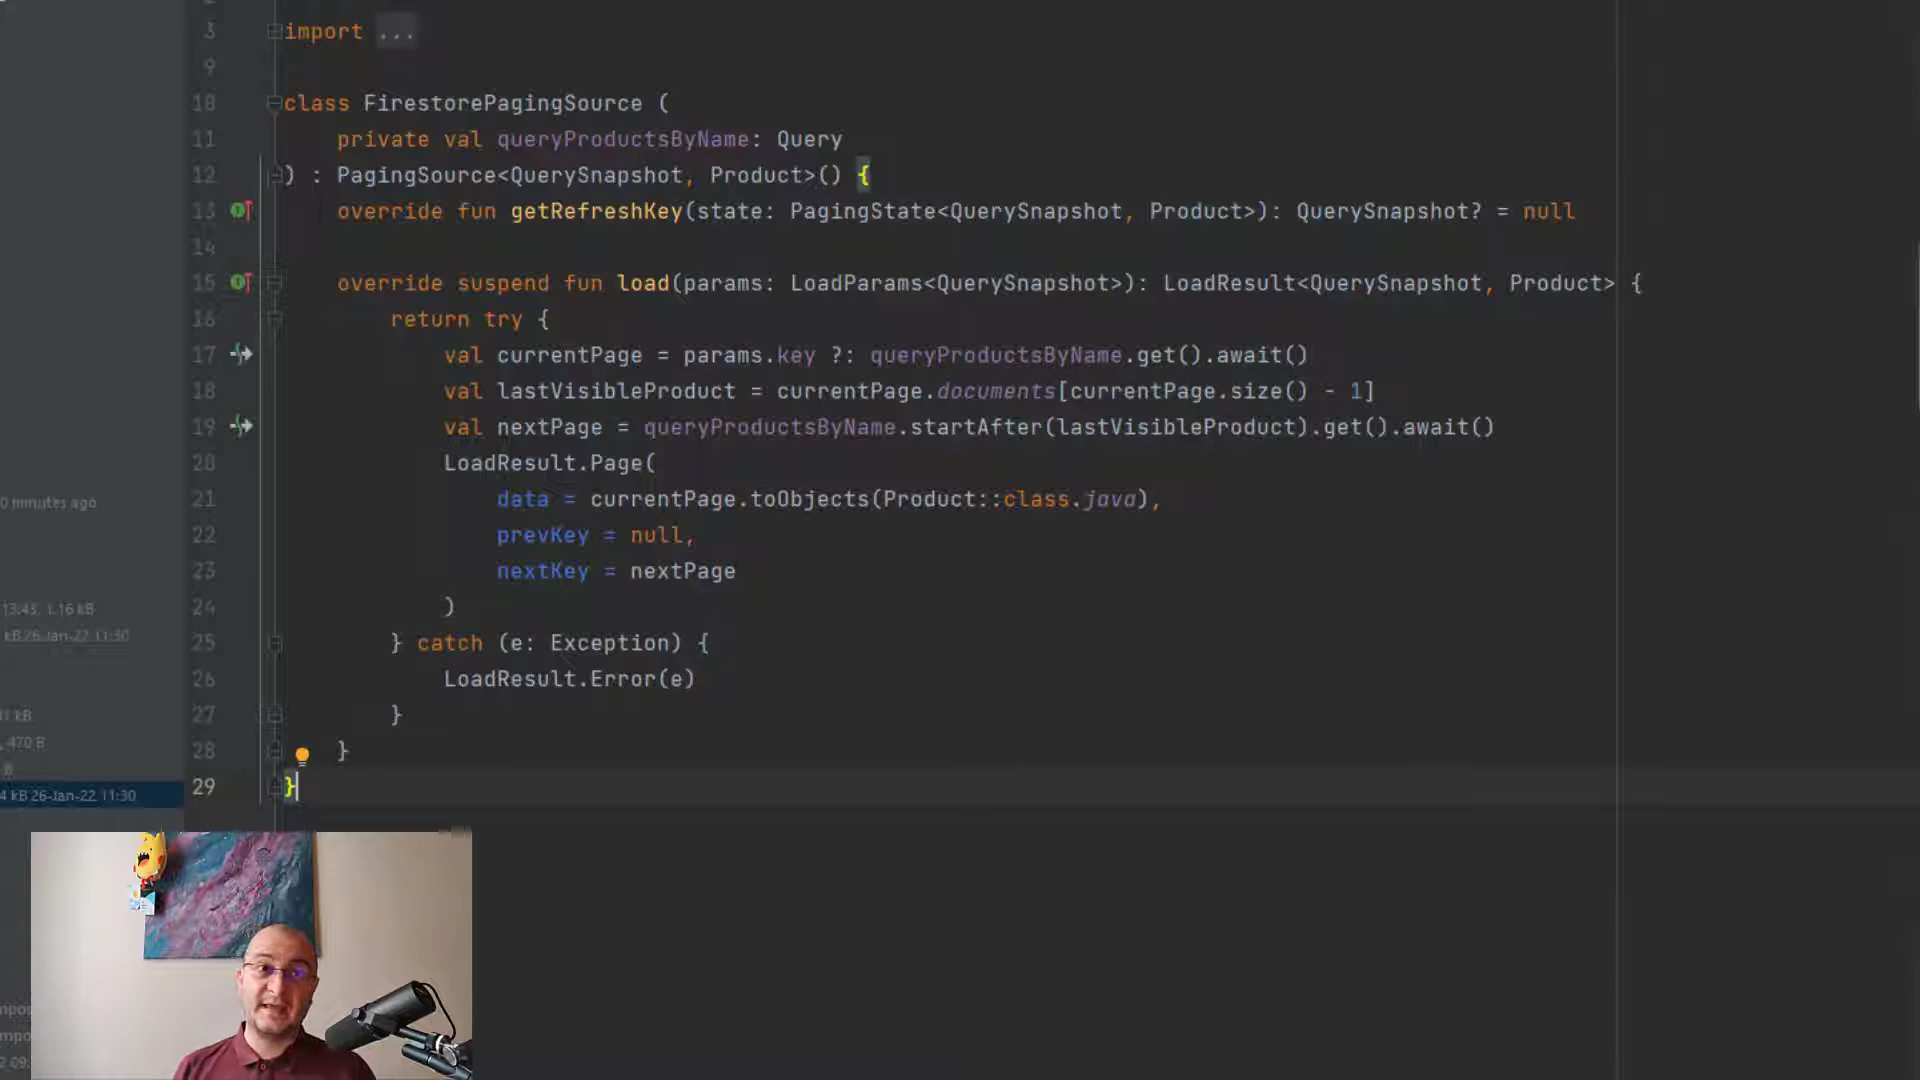 3 import ...
9
10 class FirestorePagingSource (
11 private val queryProductsByName: Query
12 ) : PagingSource<QuerySnapshot, Product>() {
13 override fun getRefreshKey(state: PagingState<QuerySnapshot, Product>): QuerySnapshot? = null
14
15 override suspend fun load(params: LoadParams<QuerySnapshot>): LoadResult<QuerySnapshot, Product> {
16 return try {
17 val currentPage = params.key ?: queryProductsByName.get().await()
18 val lastVisibleProduct = currentPage.documents[currentPage.size() - 1]
19 val nextPage = queryProductsByName.startAfter(lastVisibleProduct).get().await()
20 LoadResult.Page(
21 data = currentPage.toObjects(Product::class.java),
22 prevKey = null,
23 nextKey = nextPage
24 )
25 } catch (e: Exception) {
26 LoadResult.Error(e)
27 }
28 }
29 }
0 minutes ago
kB 26-Jan-22, 11:30
kB
, 470 B
B
4 kB 26-Jan-22, 11:30